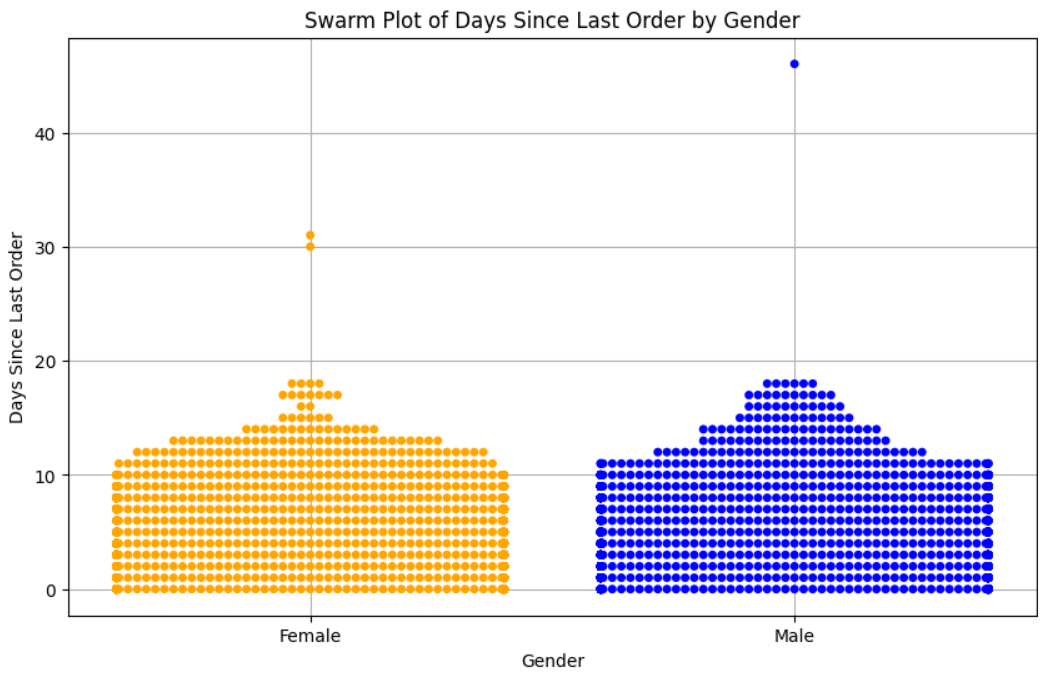 Swarm Plot of Days Since Last Order by Gender
Days Since Last Order
40
30
20
10
0
Female
Male
Gender